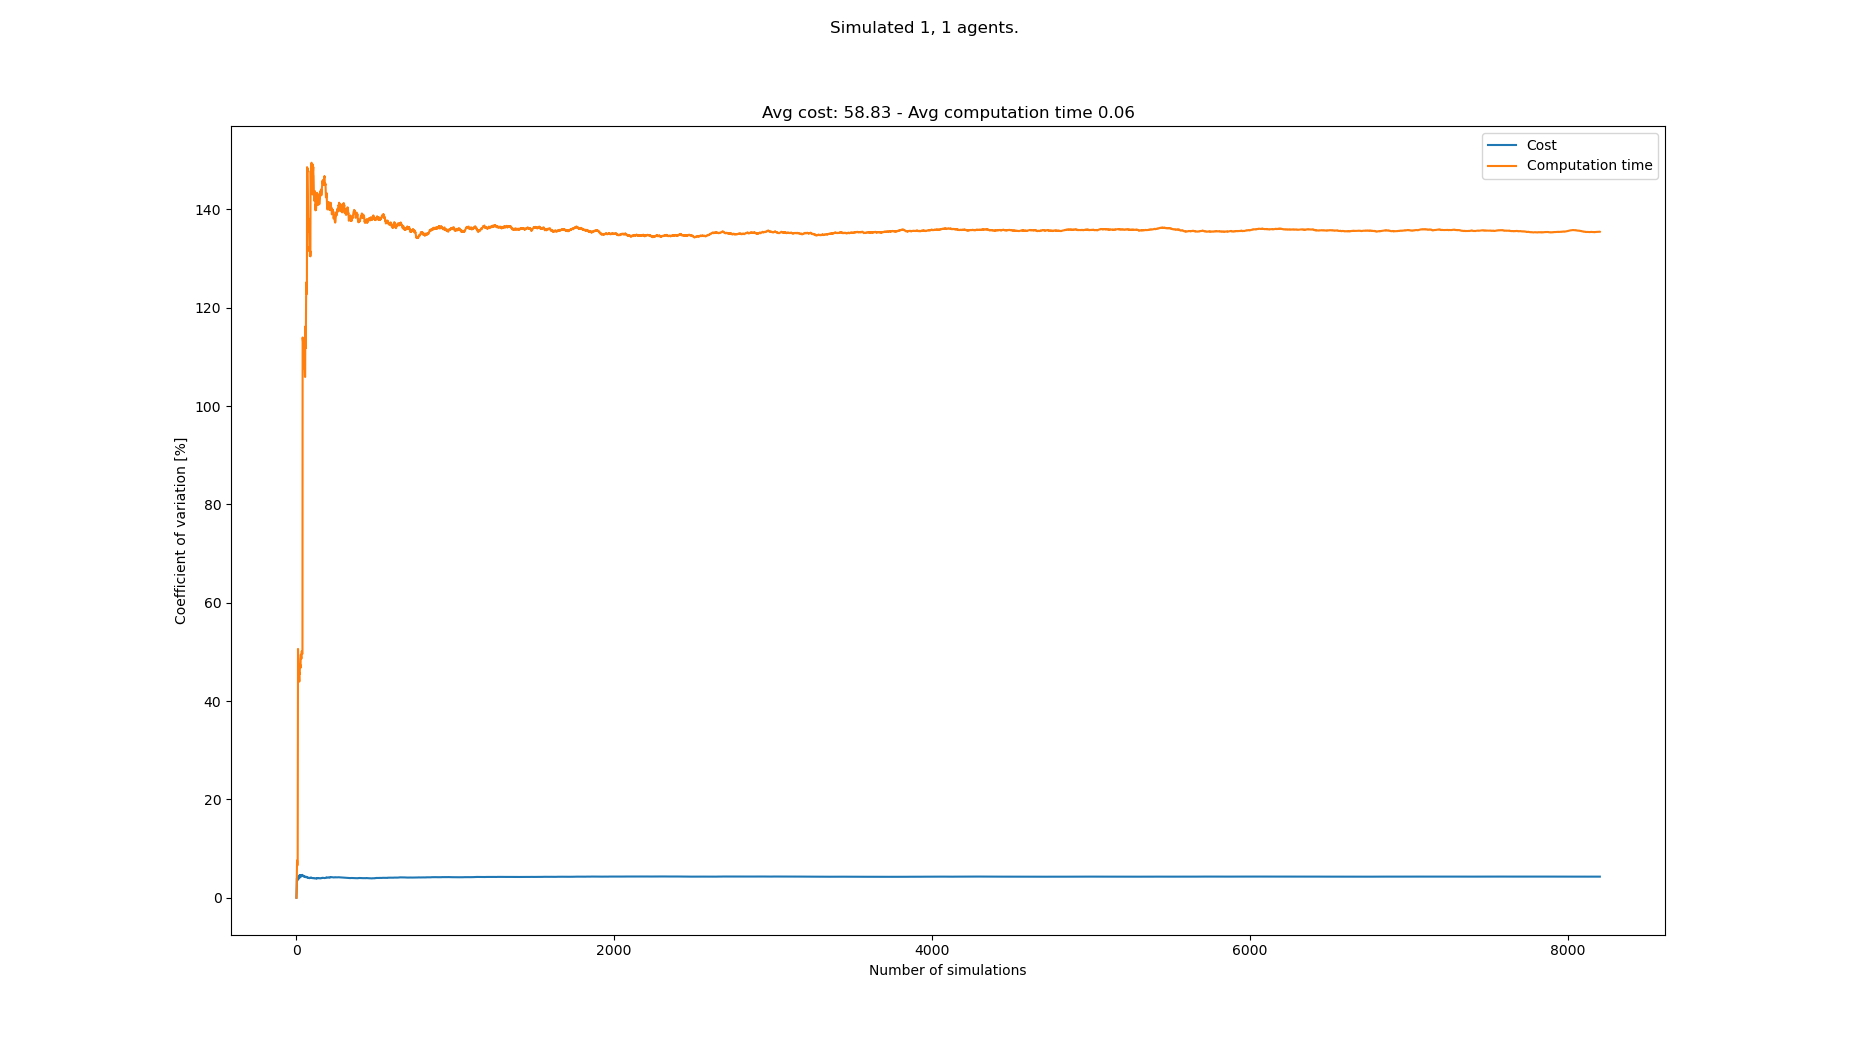 Simulated 1, 1 agents.
Avg cost: 58.83 - Avg computation time 0.06
Cost
Computation time
140
120
100
80
60
40
20
0
Coefficient of variation [%]
0 2000 4000 6000 8000
Number of simulations